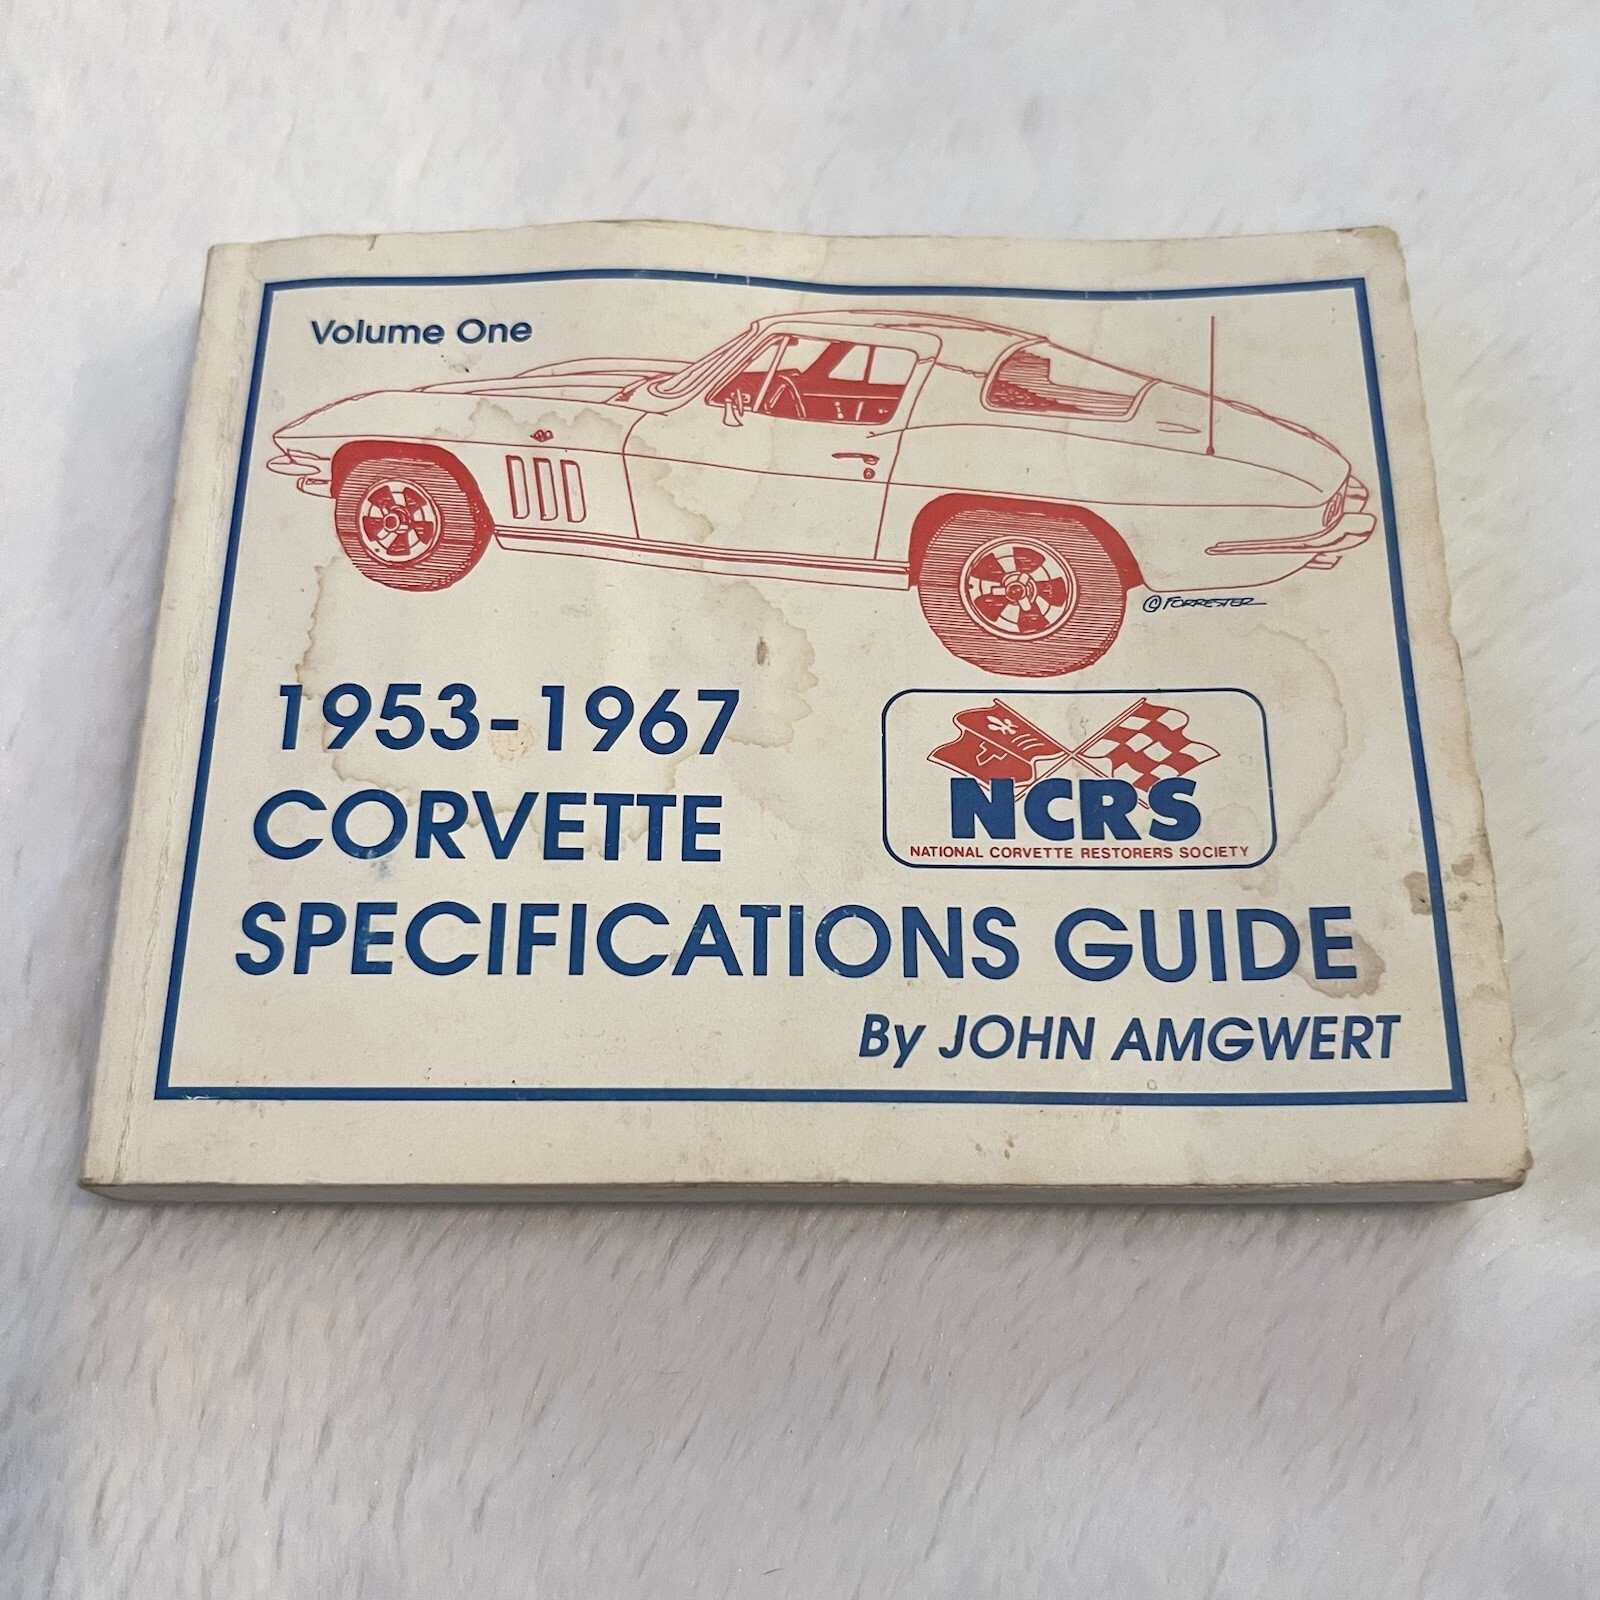 Volume One
© FORRESTER
1953-1967
CORVETTE
NCRS
NATIONAL CORVETTE RESTORERS SOCIETY
SPECIFICATIONS GUIDE
By JOHN AMGWERT